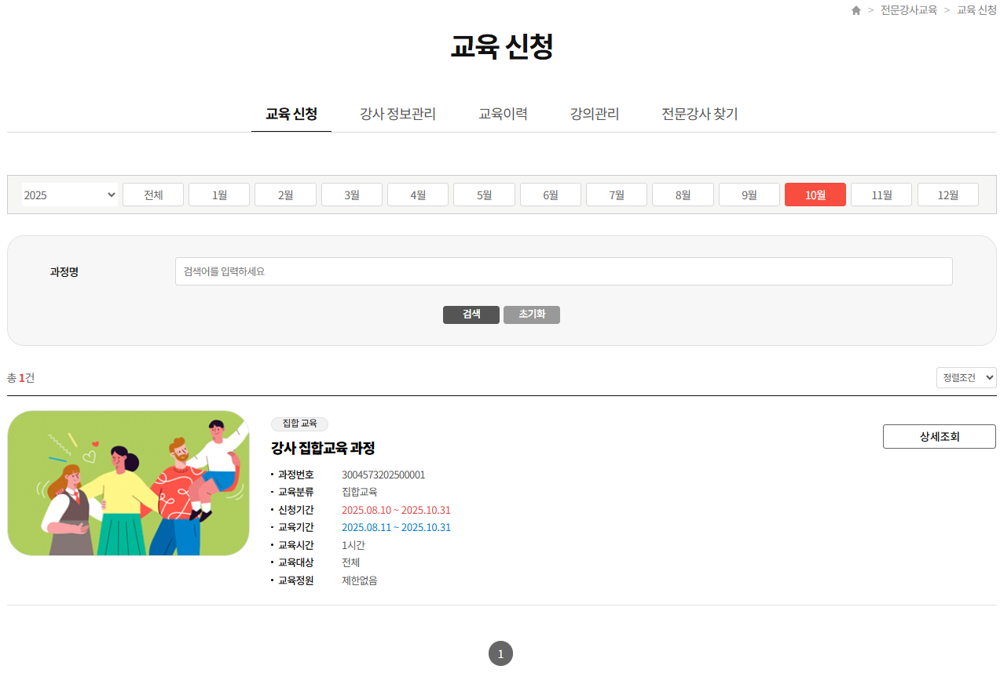 > 전문강사교육 > 교육 신청
교육 신청
교육 신청 강사 정보관리 교육이력 강의관리 전문강사 찾기
2025 전체 1월 2월 3월 4월 5월 6월 7월 8월 9월 10월 11월 12월
과정명 검색어를 입력하세요
검색 초기화
총 1건 정렬조건
집합 교육
상세조회
강사 집합교육 과정
· 과정번호 3004573202500001
· 교육분류 집합교육
· 신청기간 2025.08.10 ~ 2025.10.31
· 교육기간 2025.08.11 ~ 2025.10.31
· 교육시간 1시간
· 교육대상 전체
· 교육정원 제한없음
1